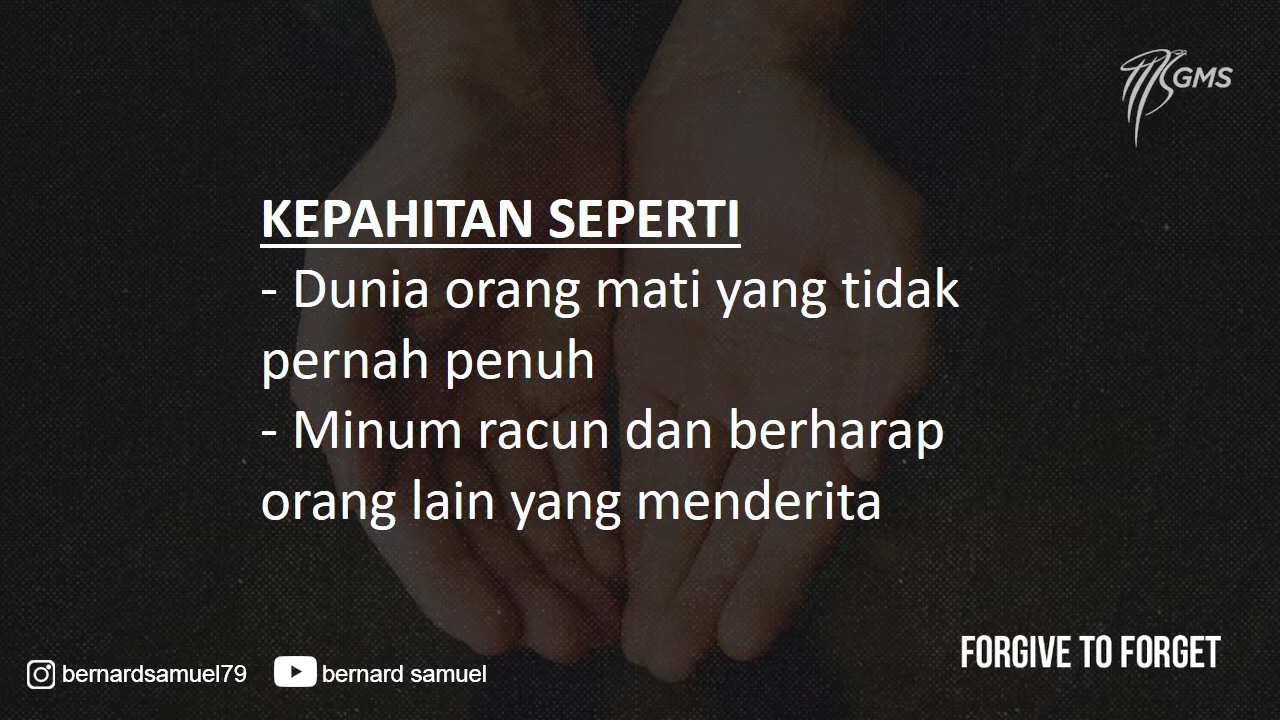 GMS
KEPAHITAN SEPERTI
- Dunia orang mati yang tidak
pernah penuh
- Minum racun dan berharap
orang lain yang menderita
FORGIVE TO FORGET
bernardsamuel79 bernard samuel